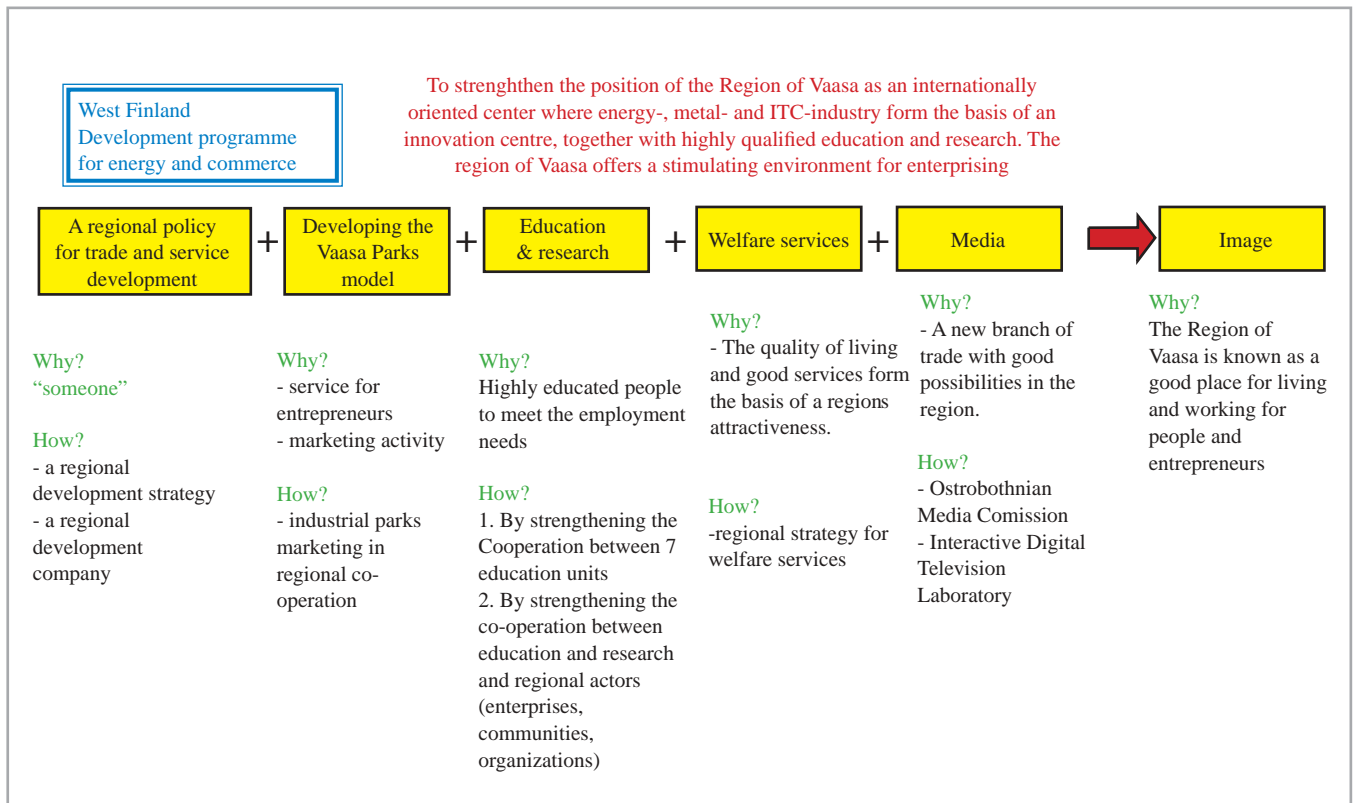 West Finland
Development programme
for energy and commerce
To strenghthen the position of the Region of Vaasa as an internationally
oriented center where energy-, metal- and ITC-industry form the basis of an
innovation centre, together with highly qualified education and research. The
region of Vaasa offers a stimulating environment for enterprising
A regional policy
for trade and service
development
+
Developing the
Vaasa Parks
model
+
Education
& research
+
Welfare services
+
Media
Image
Why?
“someone”
How?
- a regional
development strategy
- a regional
development
company
Why?
- service for
entrepreneurs
- marketing activity
How?
- industrial parks
marketing in
regional co-
operation
Why?
Highly educated people
to meet the employment
needs
How?
1. By strengthening the
Cooperation between 7
education units
2. By strengthening the
co-operation between
education and research
and regional actors
(enterprises,
communities,
organizations)
Why?
- The quality of living
and good services form
the basis of a regions
attractiveness.
How?
-regional strategy for
welfare services
Why?
- A new branch of
trade with good
possibilities in the
region.
How?
- Ostrobothnian
Media Comission
- Interactive Digital
Television
Laboratory
Why?
The Region of
Vaasa is known as a
good place for living
and working for
people and
entrepreneurs